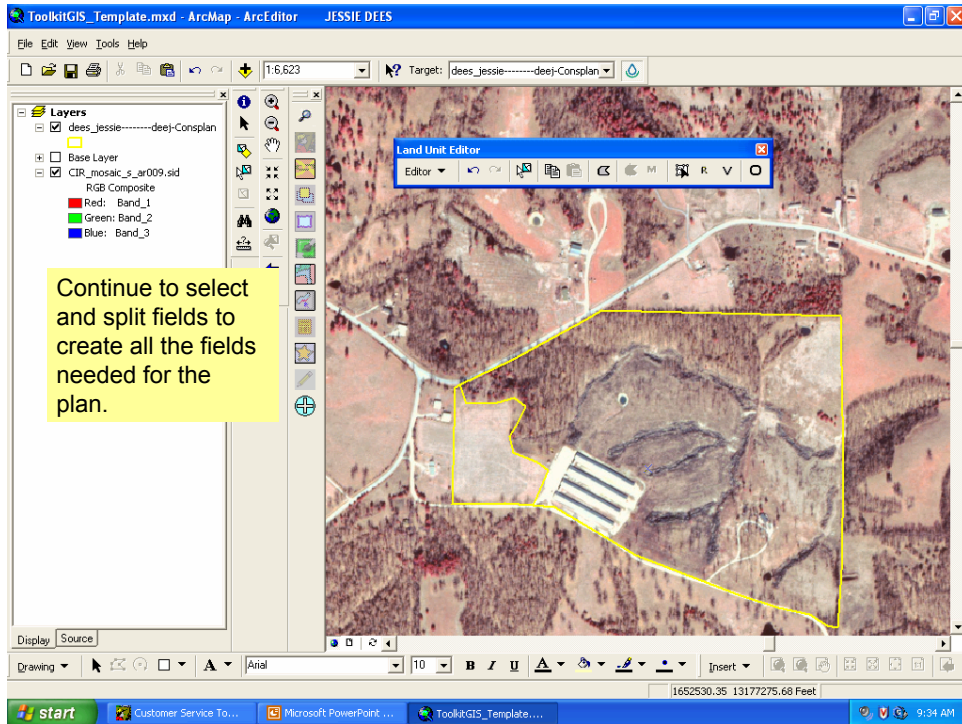 ToolkitGIS_Template.mxd - ArcMap - ArcEditor JESSIE DEES
File Edit View Tools Help
1:6,623 Target: dees_jessie--------deej-Consplan
Layers
dees_jessie--------deej-Consplan
Base Layer
CIR_mosaic_s_ar009.sid
RGB Composite
Red: Band_1
Green: Band_2
Blue: Band_3
Land Unit Editor
Editor M R V O
Continue to select
and split fields to
create all the fields
needed for the
plan.
Display Source
Drawing A Arial 10 B I U A Insert
1652530.35 13177275.68 Feet
start Customer Service To... Microsoft PowerPoint ... ToolkitGIS_Template.... 9:34 AM